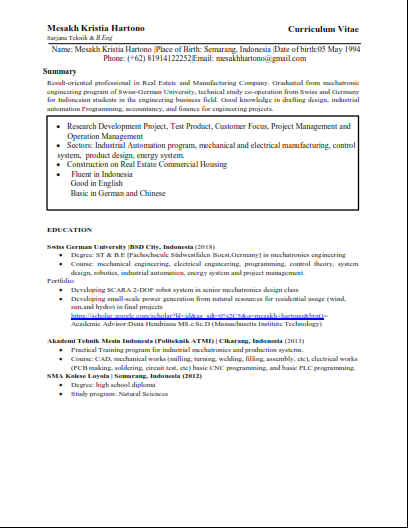 Mesakh Kristia Hartono Curriculum Vitae
Sarjana Teknik & B.Eng
Name: Mesakh Kristia Hartono |Place of Birth: Semarang, Indonesia |Date of birth:05 May 1994
Phone: (+62) 81914122252|Email: mesakhhartono@gmail.com
Summary
Result-oriented professional in Real Estate and Manufacturing Company. Graduated from mechatronic
engineering program of Swiss-German University, technical study co-operation from Swiss and Germany
for Indonesian students in the engineering business field. Good knowledge in drafting design, industrial
automation Programming, accountancy, and finance for engineering projects.
• Research Development Project, Test Product, Customer Focus, Project Management and
Operation Management
• Sectors: Industrial Automation program, mechanical and electrical manufacturing, control
system, product design, energy system.
• Construction on Real Estate Commercial Housing
• Fluent in Indonesia
Good in English
Basic in German and Chinese
EDUCATION
Swiss German University |BSD City, Indonesia (2018)
• Degree: ST & B.E [Fachochscule Südwestfalen [Soest,Germany] in mechatronics engineering
• Course: mechanical engineering, electrical engineering, programming, control theory, system
design, robotics, industrial automation, energy system and project management.
Portfolio:
• Developing SCARA 2-DOF robot system in senior mechatronics design class
• Developing small-scale power generation from natural resources for residential usage (wind,
sun,and hydro) in final projects
https://scholar.google.com/scholar?hl=id&as_sdt=0%2C5&q=mesakh+hartono&btnG=
Academic Advisor:Dena Hendriana MS.c Sc.D (Massachusetts Institute Technology)
Akademi Tehnik Mesin Indonesia (Politeknik ATMI) | Cikarang, Indonesia (2013)
• Practical Training program for industrial mechatronics and production systems.
• Course: CAD, mechanical works (milling, turning, welding, filling, assembly, etc), electrical works
(PCB making, soldering, circuit test, etc) basic CNC programming, and basic PLC programming.
SMA Kolese Loyola | Semarang, Indonesia (2012)
• Degree: high school diploma
• Study program: Natural Sciences